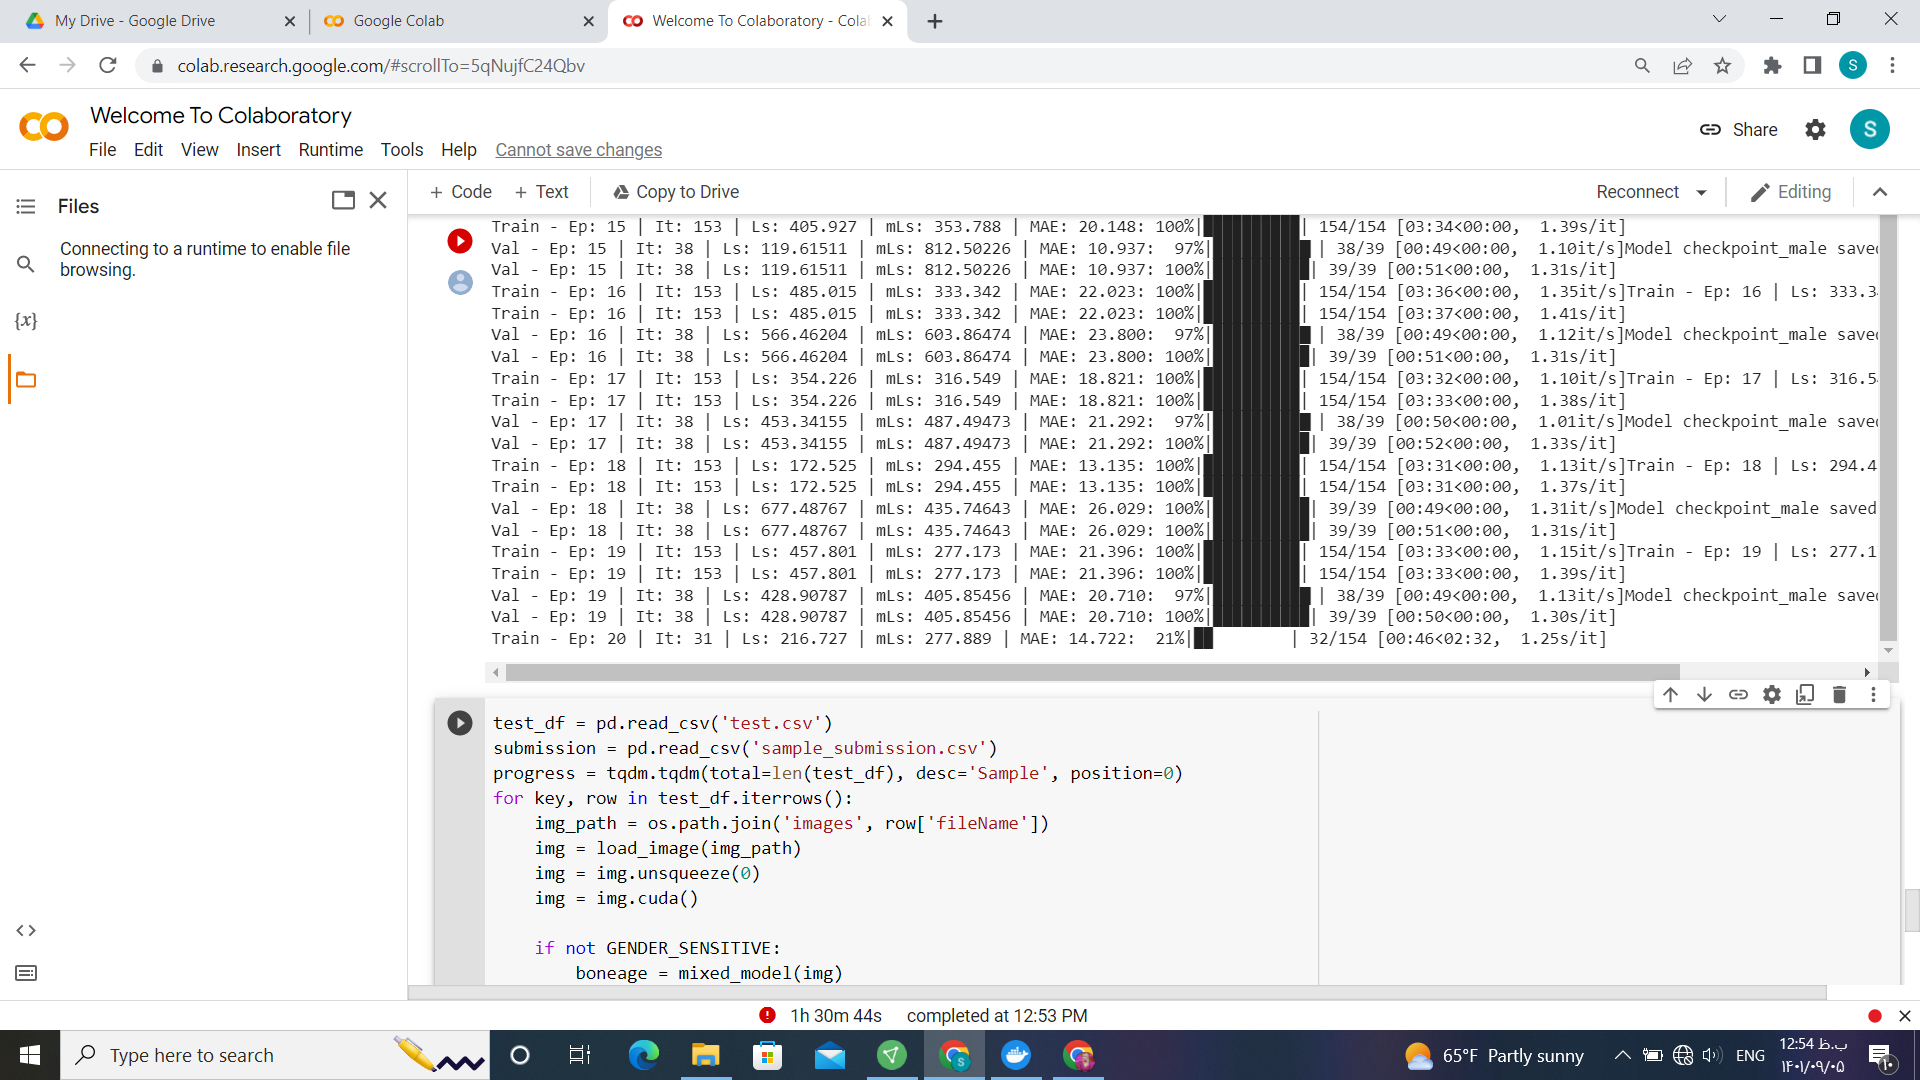 My Drive - Google Drive
Google Colab
Welcome To Colaboratory - Cola
colab.research.google.com/#scrollTo=5qNujfC24Qbv
S
Welcome To Colaboratory
File Edit View Insert Runtime Tools Help Cannot save changes
Share
S
Files
Connecting to a runtime to enable file
browsing.
{x}
+ Code + Text Copy to Drive
Reconnect Editing
Train - Ep: 15 | It: 153 | Ls: 405.927 | mLs: 353.788 | MAE: 20.148: 100%|██████████| 154/154 [03:34<00:00, 1.39s/it]
Val - Ep: 15 | It: 38 | Ls: 119.61511 | mLs: 812.50226 | MAE: 10.937: 97%|██████████| 38/39 [00:49<00:00, 1.10it/s]Model checkpoint_male saved
Val - Ep: 15 | It: 38 | Ls: 119.61511 | mLs: 812.50226 | MAE: 10.937: 100%|██████████| 39/39 [00:51<00:00, 1.31s/it]
Train - Ep: 16 | It: 153 | Ls: 485.015 | mLs: 333.342 | MAE: 22.023: 100%|██████████| 154/154 [03:36<00:00, 1.35it/s]Train - Ep: 16 | Ls: 333.3
Train - Ep: 16 | It: 153 | Ls: 485.015 | mLs: 333.342 | MAE: 22.023: 100%|██████████| 154/154 [03:37<00:00, 1.41s/it]
Val - Ep: 16 | It: 38 | Ls: 566.46204 | mLs: 603.86474 | MAE: 23.800: 97%|██████████| 38/39 [00:49<00:00, 1.12it/s]Model checkpoint_male saved
Val - Ep: 16 | It: 38 | Ls: 566.46204 | mLs: 603.86474 | MAE: 23.800: 100%|██████████| 39/39 [00:51<00:00, 1.31s/it]
Train - Ep: 17 | It: 153 | Ls: 354.226 | mLs: 316.549 | MAE: 18.821: 100%|██████████| 154/154 [03:32<00:00, 1.10it/s]Train - Ep: 17 | Ls: 316.5
Train - Ep: 17 | It: 153 | Ls: 354.226 | mLs: 316.549 | MAE: 18.821: 100%|██████████| 154/154 [03:33<00:00, 1.38s/it]
Val - Ep: 17 | It: 38 | Ls: 453.34155 | mLs: 487.49473 | MAE: 21.292: 97%|██████████| 38/39 [00:50<00:00, 1.01it/s]Model checkpoint_male saved
Val - Ep: 17 | It: 38 | Ls: 453.34155 | mLs: 487.49473 | MAE: 21.292: 100%|██████████| 39/39 [00:52<00:00, 1.33s/it]
Train - Ep: 18 | It: 153 | Ls: 172.525 | mLs: 294.455 | MAE: 13.135: 100%|██████████| 154/154 [03:31<00:00, 1.13it/s]Train - Ep: 18 | Ls: 294.4
Train - Ep: 18 | It: 153 | Ls: 172.525 | mLs: 294.455 | MAE: 13.135: 100%|██████████| 154/154 [03:31<00:00, 1.37s/it]
Val - Ep: 18 | It: 38 | Ls: 677.48767 | mLs: 435.74643 | MAE: 26.029: 100%|██████████| 39/39 [00:49<00:00, 1.31it/s]Model checkpoint_male saved
Val - Ep: 18 | It: 38 | Ls: 677.48767 | mLs: 435.74643 | MAE: 26.029: 100%|██████████| 39/39 [00:51<00:00, 1.31s/it]
Train - Ep: 19 | It: 153 | Ls: 457.801 | mLs: 277.173 | MAE: 21.396: 100%|██████████| 154/154 [03:33<00:00, 1.15it/s]Train - Ep: 19 | Ls: 277.1
Train - Ep: 19 | It: 153 | Ls: 457.801 | mLs: 277.173 | MAE: 21.396: 100%|██████████| 154/154 [03:33<00:00, 1.39s/it]
Val - Ep: 19 | It: 38 | Ls: 428.90787 | mLs: 405.85456 | MAE: 20.710: 97%|██████████| 38/39 [00:49<00:00, 1.13it/s]Model checkpoint_male saved
Val - Ep: 19 | It: 38 | Ls: 428.90787 | mLs: 405.85456 | MAE: 20.710: 100%|██████████| 39/39 [00:50<00:00, 1.30s/it]
Train - Ep: 20 | It: 31 | Ls: 216.727 | mLs: 277.889 | MAE: 14.722: 21%|██ | 32/154 [00:46<02:32, 1.25s/it]
test_df = pd.read_csv('test.csv')
submission = pd.read_csv('sample_submission.csv')
progress = tqdm.tqdm(total=len(test_df), desc='Sample', position=0)
for key, row in test_df.iterrows():
    img_path = os.path.join('images', row['fileName'])
    img = load_image(img_path)
    img = img.unsqueeze(0)
    img = img.cuda()
    if not GENDER_SENSITIVE:
        boneage = mixed_model(img)
1h 30m 44s completed at 12:53 PM
Type here to search
65°F Partly sunny
ENG
12:54 ب.ظ
۱۴۰۱/۰۹/۰۵
۱۰